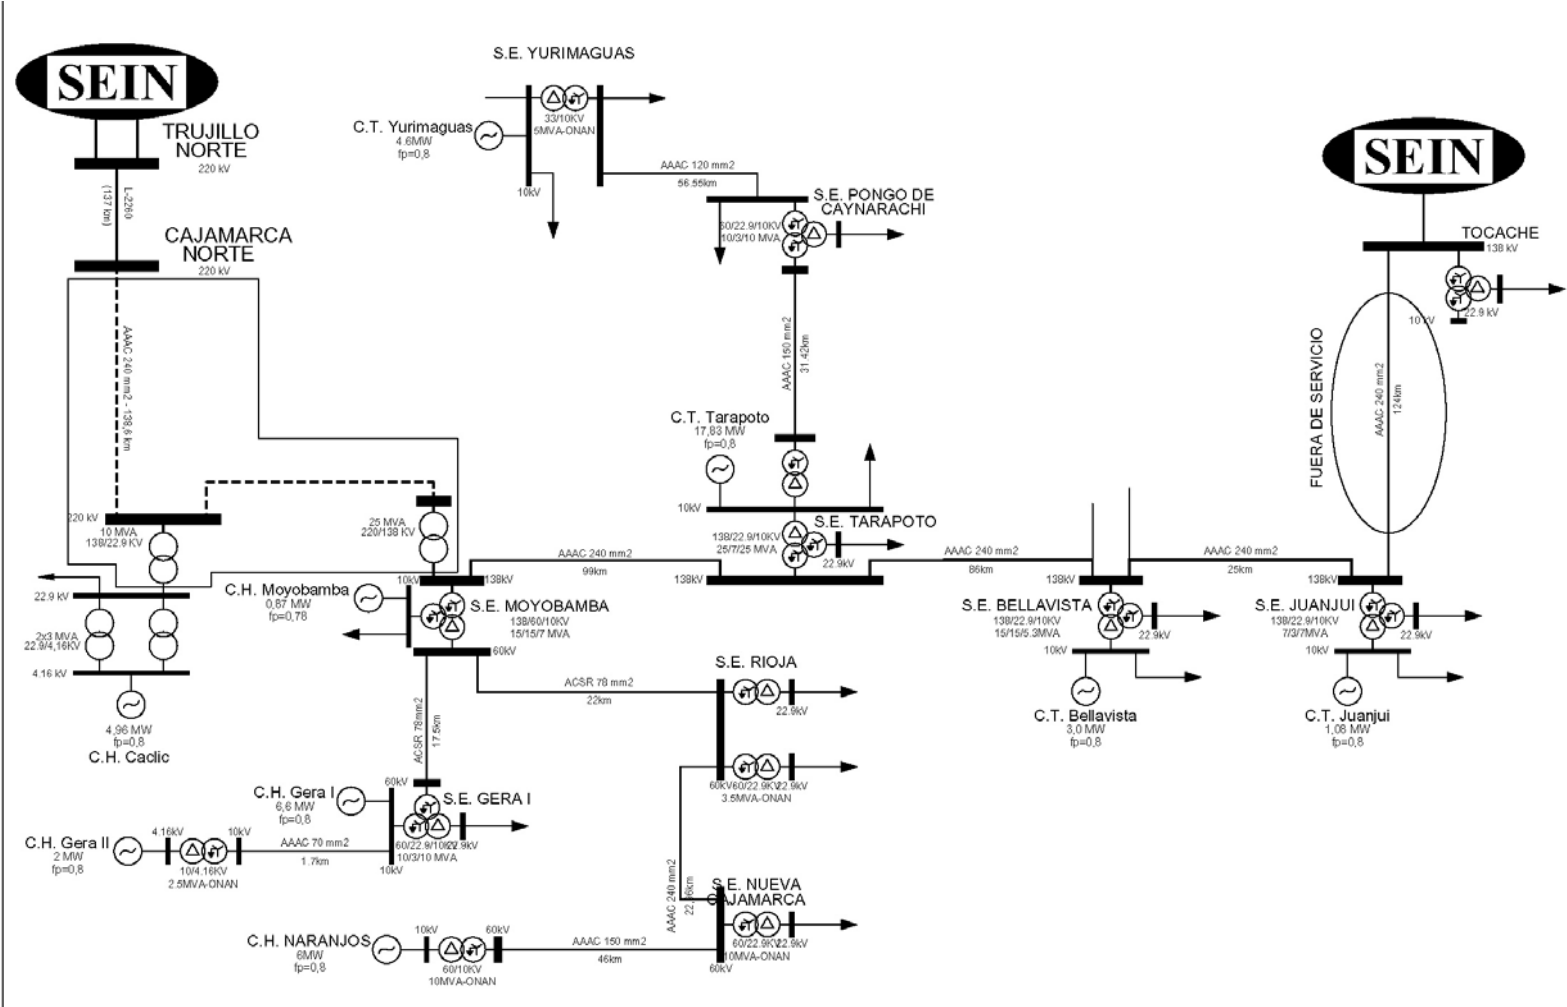 SEIN
TRUJILLO
NORTE
220 kV
L-2260
(137 km)
CAJAMARCA
NORTE
220 kV
AAAC 240 mm2 - 138,6 km
220 kV
10 MVA
138/22.9 KV
22.9 kV
2x3 MVA
22.9/4,16KV
4.16 kV
4,96 MW
fp=0,8
C.H. Caclic
25 MVA
220/138 KV
S.E. YURIMAGUAS
C.T. Yurimaguas
4.6MW
fp=0,8
33/10KV
5MVA-ONAN
10kV
AAAC 120 mm2
56.55km
S.E. PONGO DE
CAYNARACHI
60/22.9/10KV
10/3/10 MVA
AAAC 150 mm2
31.42km
C.T. Tarapoto
17,83 MW
fp=0,8
10kV
S.E. TARAPOTO
138/22.9/10KV
25/7/25 MVA
22.9kV
138kV
AAAC 240 mm2
99km
AAAC 240 mm2
86km
AAAC 240 mm2
25km
SEIN
TOCACHE
138 kV
22.9 kV
10 kV
FUERA DE SERVICIO
AAAC 240 mm2
124km
10kV
138kV
C.H. Moyobamba
0,87 MW
fp=0,78
S.E. MOYOBAMBA
138/60/10KV
15/15/7 MVA
60kV
138kV
S.E. BELLAVISTA
138/22.9/10KV
15/15/5.3MVA
22.9kV
10kV
C.T. Bellavista
3,0 MW
fp=0,8
138kV
S.E. JUANJUI
138/22.9/10KV
7/3/7MVA
22.9kV
10kV
C.T. Juanjui
1,08 MW
fp=0,8
ACSR 78 mm2
22km
ACSR 78mm2
17.5km
S.E. RIOJA
22.9kV
60kV
60/22.9KV
22.9kV
3.5MVA-ONAN
60kV
C.H. Gera I
6,6 MW
fp=0,8
S.E. GERA I
60/22.9/10KV
22.9kV
10/3/10 MVA
10kV
C.H. Gera II
2 MW
fp=0,8
4.16kV
10kV
10/4.16KV
2.5MVA-ONAN
AAAC 70 mm2
1.7km
AAAC 240 mm2
S.E. NUEVA
CAJAMARCA
60/22.9KV
22.9kV
10MVA-ONAN
60kV
C.H. NARANJOS
6MW
fp=0,8
10kV
60kV
60/10KV
10MVA-ONAN
AAAC 150 mm2
46km